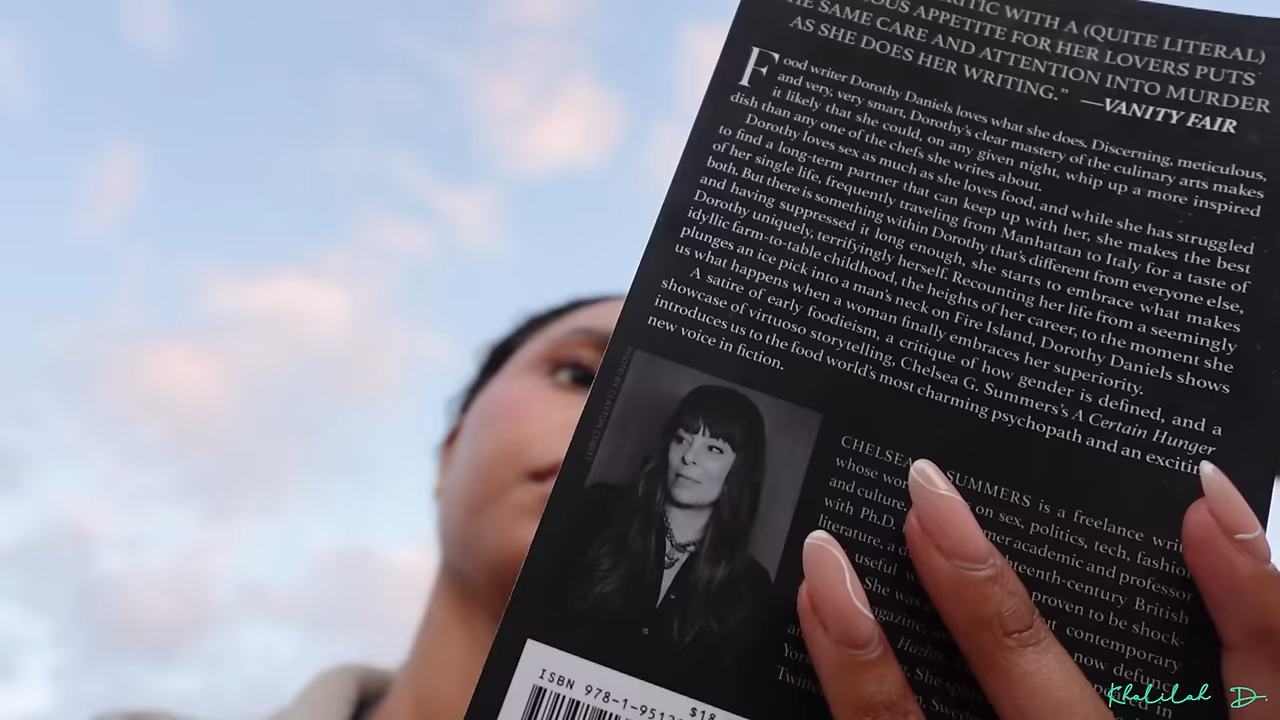 CRITIC WITH A (QUITE LITERAL)
APPETITE FOR HER LOVERS PUTS
SAME CARE AND ATTENTION INTO MURDER
AS SHE DOES HER WRITING.” —VANITY FAIR
Food writer Dorothy Daniels loves what she does. Discerning, meticulous,
and very, very smart, Dorothy’s clear mastery of the culinary arts makes
it likely that she could, on any given night, whip up a more inspired
dish than any one of the chefs she writes about.
Dorothy loves sex as much as she loves food, and while she has struggled
to find a long-term partner that can keep up with her, she makes the best
of her single life, frequently traveling from Manhattan to Italy for a taste of
both. But there is something within Dorothy that’s different from everyone else,
and having suppressed it long enough, she starts to embrace what makes
Dorothy uniquely, terrifyingly herself. Recounting her life from a seemingly
idyllic farm-to-table childhood, the heights of her career, to the moment she
plunges an ice pick into a man’s neck on Fire Island, Dorothy Daniels shows
us what happens when a woman finally embraces her superiority.
A satire of early foodieism, a critique of how gender is defined, and a
showcase of virtuoso storytelling, Chelsea G. Summers’s A Certain Hunger
introduces us to the food world’s most charming psychopath and an exciting
new voice in fiction.
PHOTO BY CLAYTON
CHELSEA SUMMERS is a freelance
whose on sex, politics, tech, fashion
and culture. academic and professor
with Ph.D. British
literature, a proven to be shock-
useful contemporary
She was now defunct
Hazlitt
She
ISBN 978-1-9512
$18
Khalilah D.